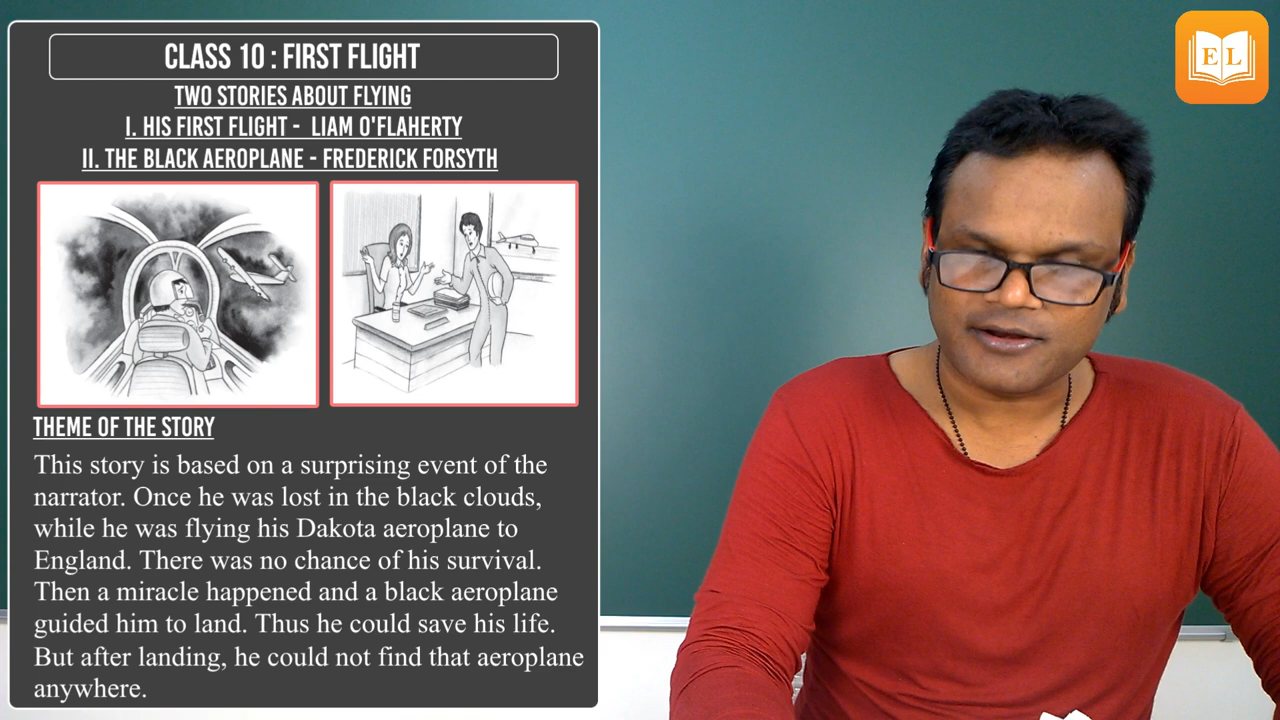 CLASS 10 : FIRST FLIGHT
TWO STORIES ABOUT FLYING
I. HIS FIRST FLIGHT - LIAM O'FLAHERTY
II. THE BLACK AEROPLANE - FREDERICK FORSYTH
THEME OF THE STORY
This story is based on a surprising event of the
narrator. Once he was lost in the black clouds,
while he was flying his Dakota aeroplane to
England. There was no chance of his survival.
Then a miracle happened and a black aeroplane
guided him to land. Thus he could save his life.
But after landing, he could not find that aeroplane
anywhere.
E L